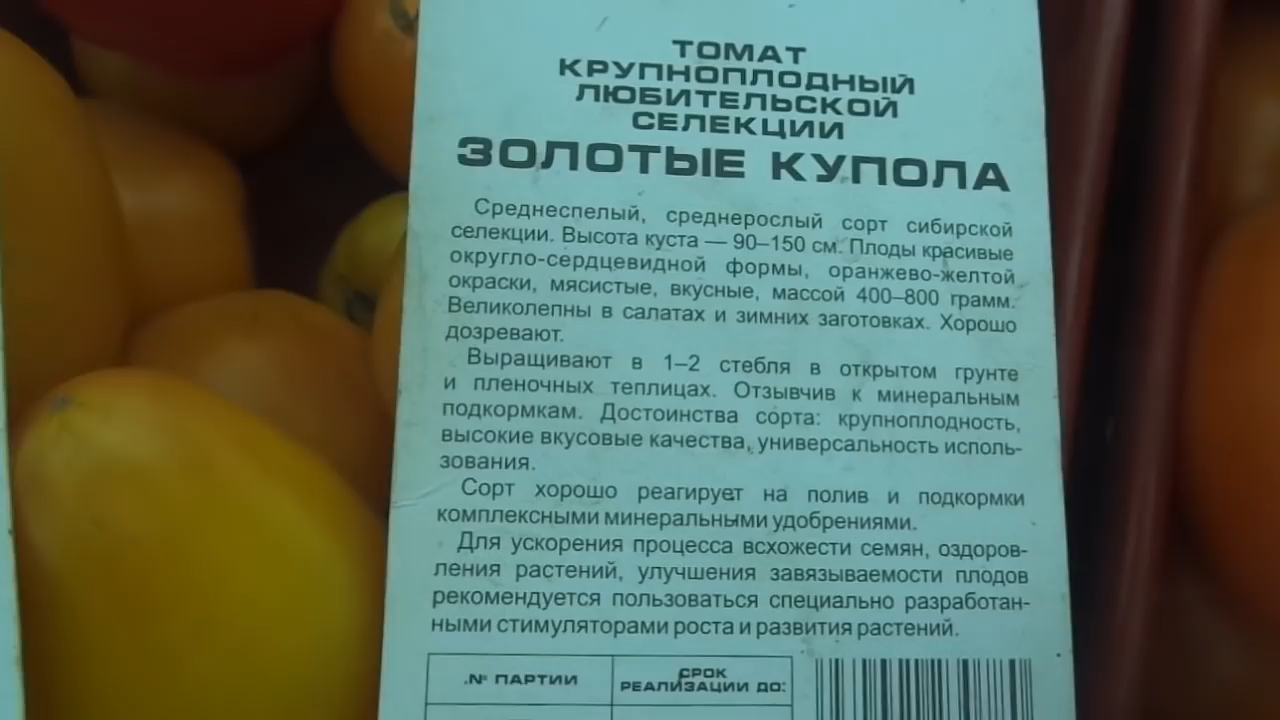 ТОМАТ
КРУПНОПЛОДНЫЙ
ЛЮБИТЕЛЬСКОЙ
СЕЛЕКЦИИ
ЗОЛОТЫЕ КУПОЛА
Среднеспелый, среднерослый сорт сибирской
селекции. Высота куста — 90–150 см. Плоды красивые
округло-сердцевидной формы, оранжево-желтой
окраски, мясистые, вкусные, массой 400–800 грамм.
Великолепны в салатах и зимних заготовках. Хорошо
дозревают.
Выращивают в 1–2 стебля в открытом грунте
и пленочных теплицах. Отзывчив к минеральным
подкормкам. Достоинства сорта: крупноплодность,
высокие вкусовые качества, универсальность исполь-
зования.
Сорт хорошо реагирует на полив и подкормки
комплексными минеральными удобрениями.
Для ускорения процесса всхожести семян, оздоров-
ления растений, улучшения завязываемости плодов
рекомендуется пользоваться специально разработан-
ными стимуляторами роста и развития растений.
№ ПАРТИИ
СРОК
РЕАЛИЗАЦИИ ДО: